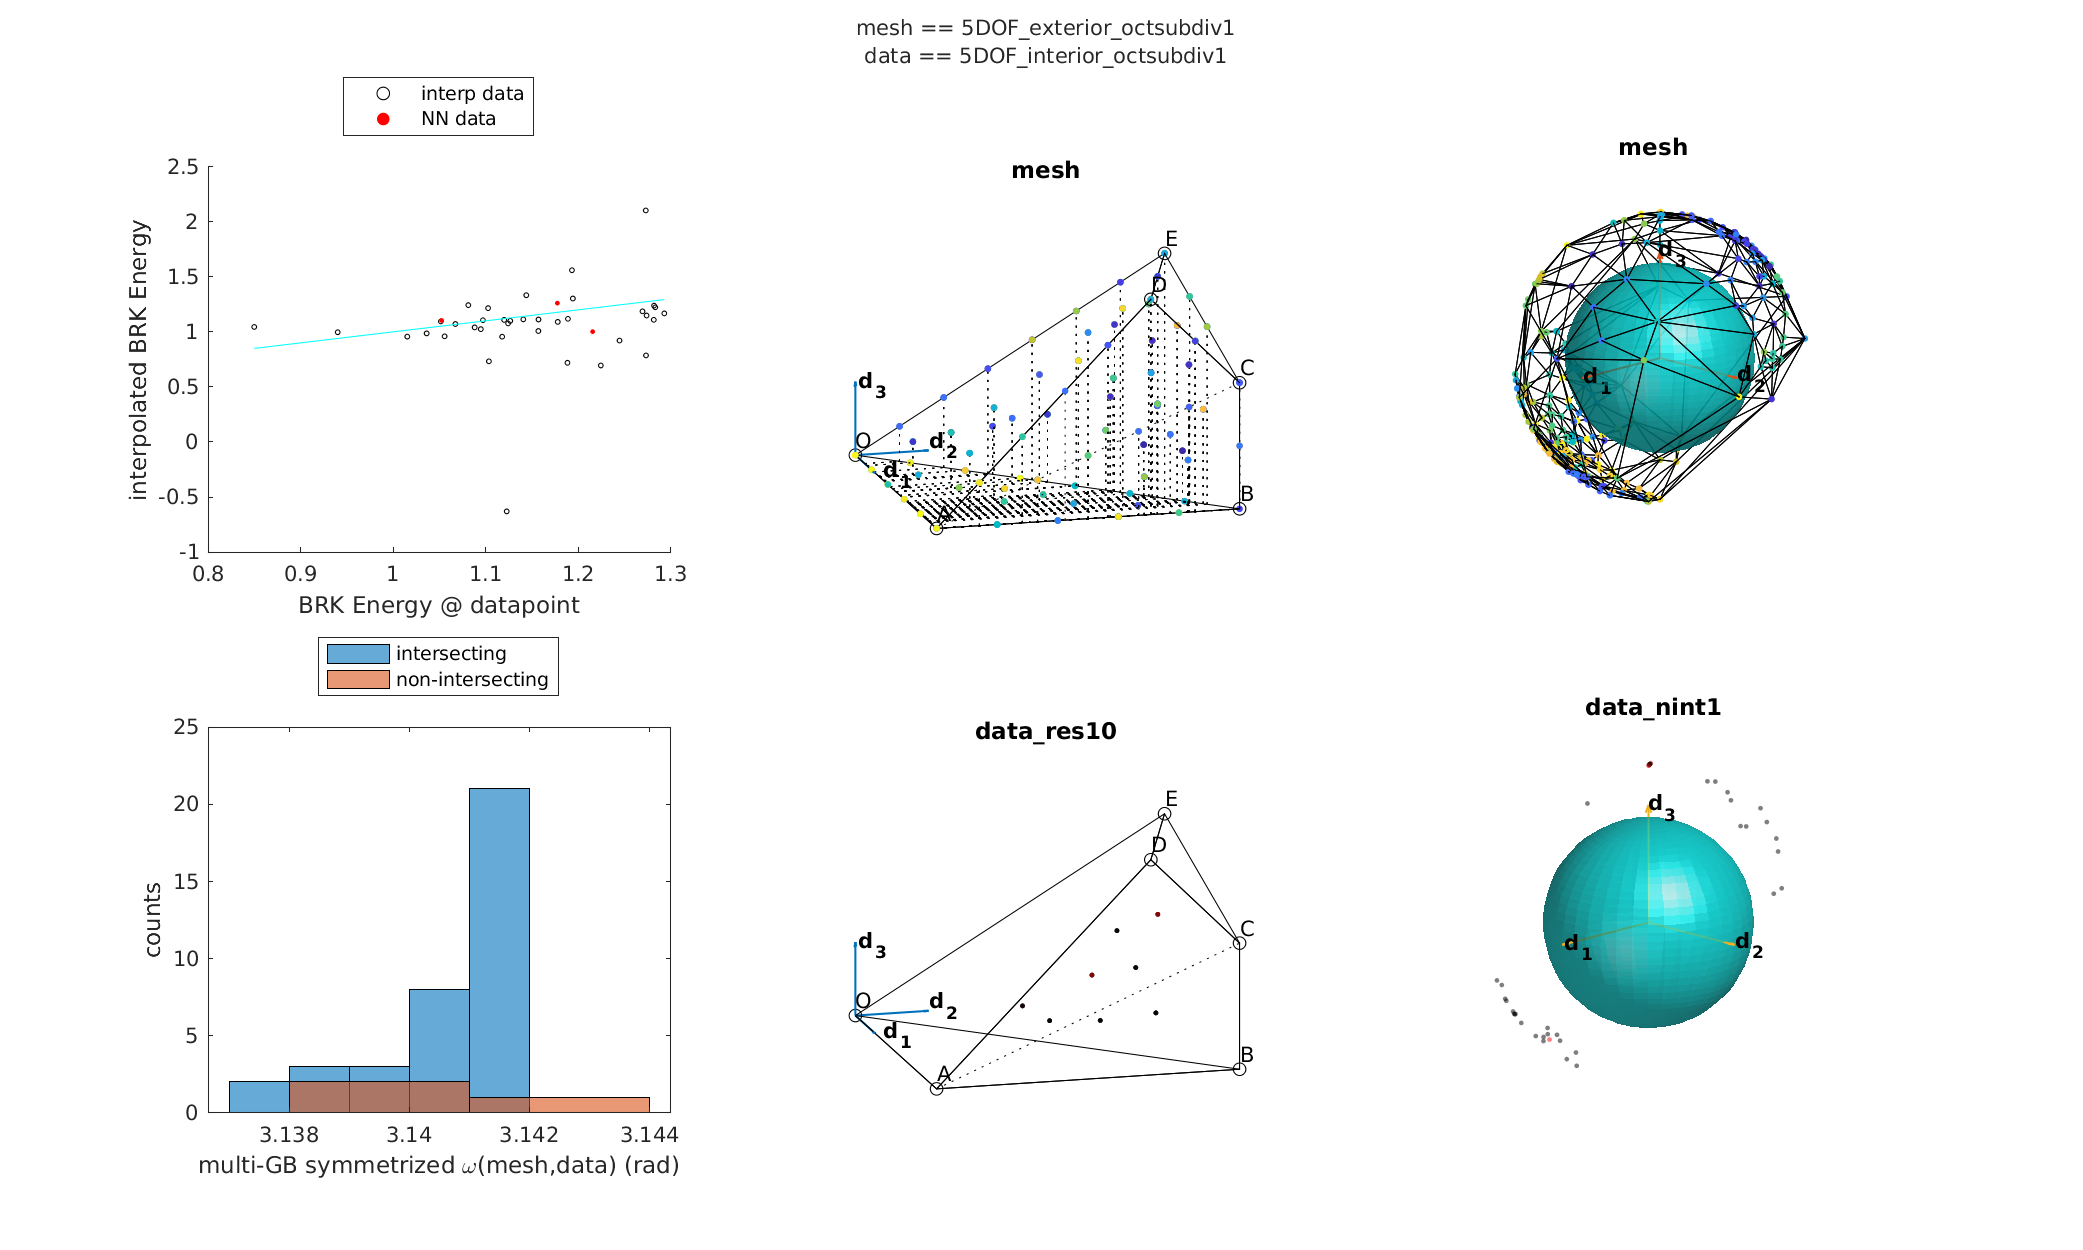 mesh == 5DOF_exterior_octsubdiv1
data == 5DOF_interior_octsubdiv1
interp data
NN data
2.5
2
1.5
1
0.5
0
-0.5
-1
interpolated BRK Energy
0.8 0.9 1 1.1 1.2 1.3
BRK Energy @ datapoint
mesh
E
D
C
d3
O
d2
d1
A
B
mesh
d3
d1
d2
intersecting
non-intersecting
25
20
15
10
5
0
counts
3.138 3.14 3.142 3.144
multi-GB symmetrized ω(mesh,data) (rad)
data_res10
E
D
C
d3
O
d2
d1
A
B
data_nint1
d3
d1
d2